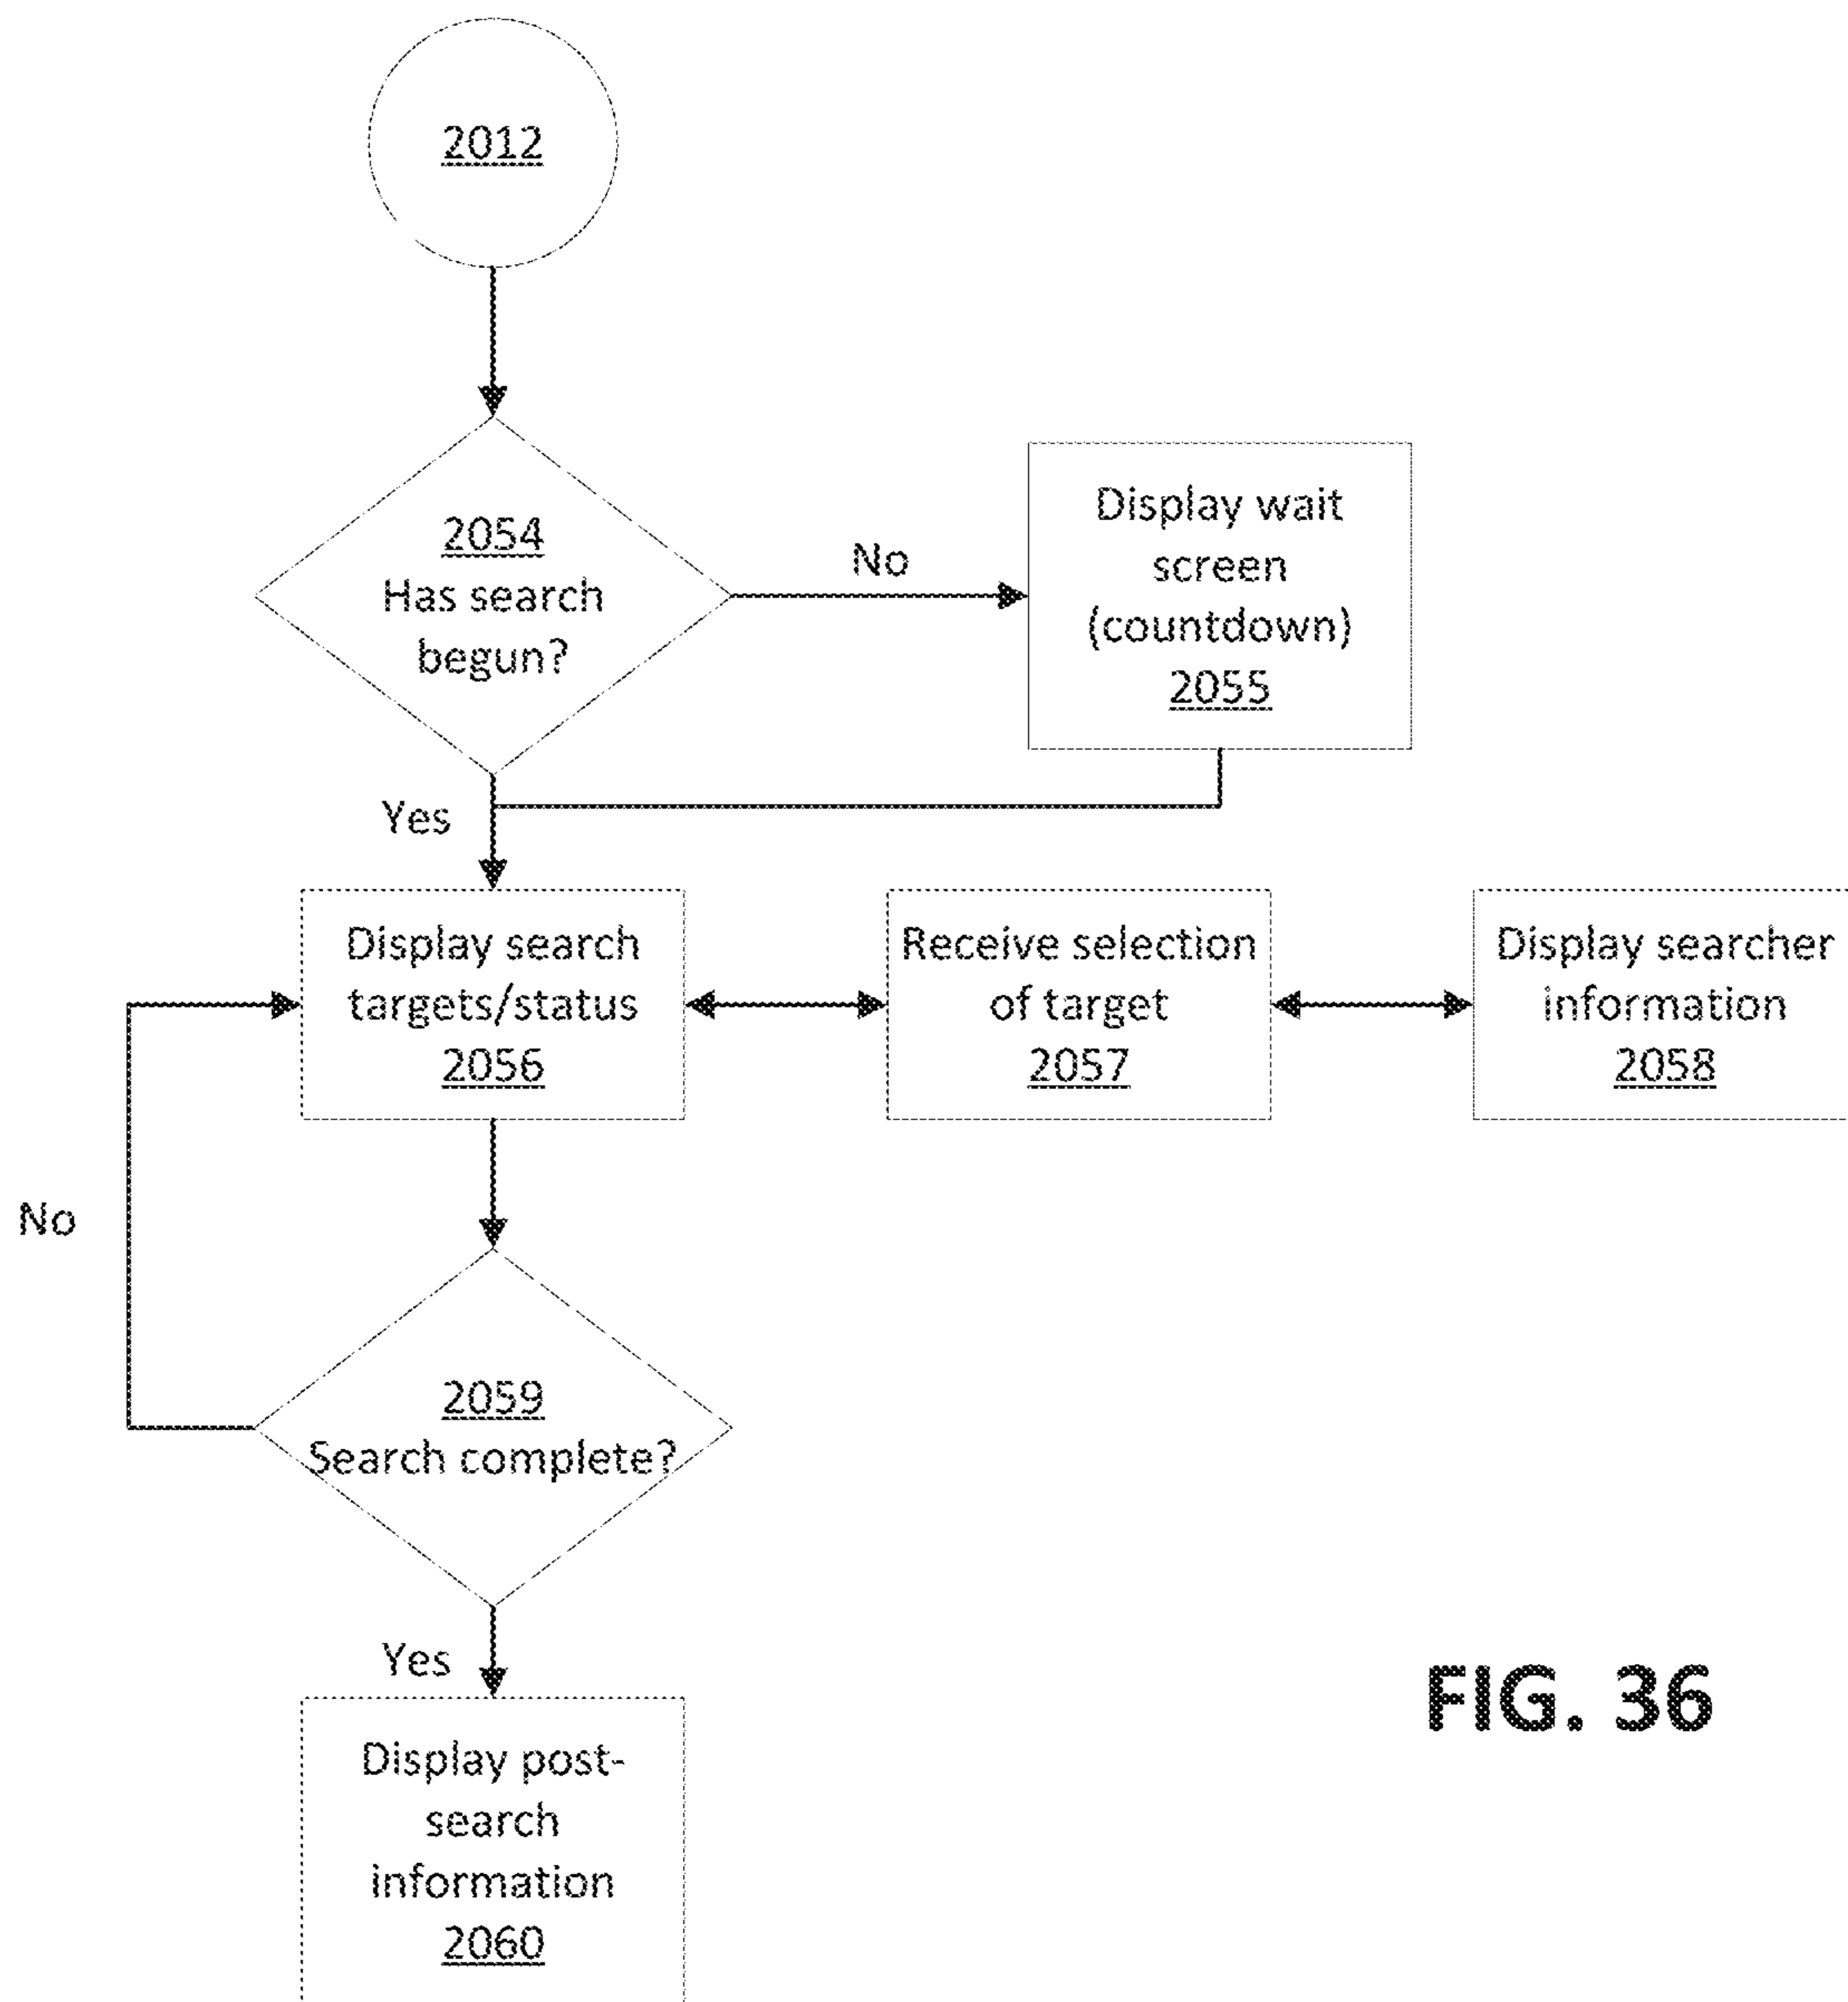 2012
2054
Has search
begun?
No
Display wait
screen
(countdown)
2055
Yes
Display search
targets/status
2056
Receive selection
of target
2057
Display searcher
information
2058
No
2059
Search complete?
Yes
Display post-
search
information
2060
FIG. 36